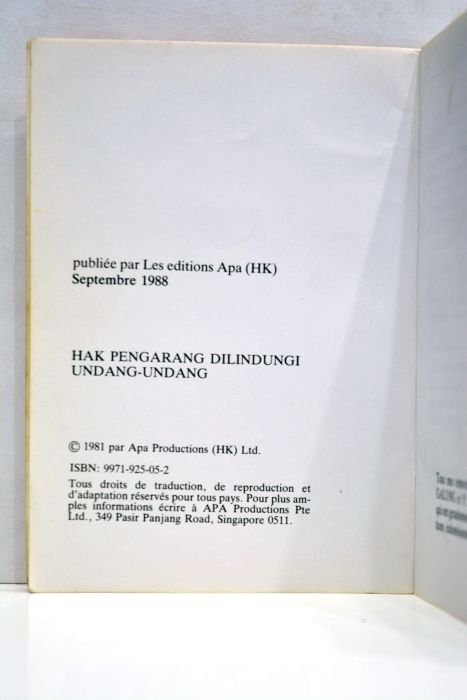 publiée par Les editions Apa (HK)
Septembre 1988
HAK PENGARANG DILINDUNGI
UNDANG-UNDANG
© 1981 par Apa Productions (HK) Ltd.
ISBN: 9971-925-05-2
Tous droits de traduction, de reproduction et
d'adaptation réservés pour tous pays. Pour plus am-
ples informations écrire à APA Productions Pte
Ltd., 349 Pasir Panjang Road, Singapore 0511.